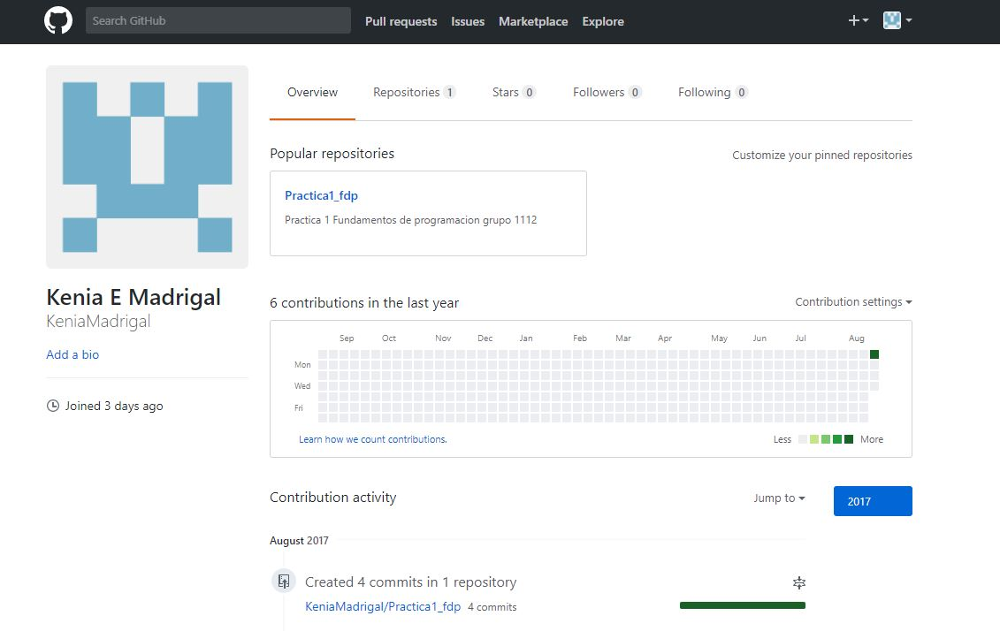 Search GitHub
Pull requests Issues Marketplace Explore
Overview Repositories 1 Stars 0 Followers 0 Following 0
Popular repositories
Customize your pinned repositories
Practica1_fdp
Practica 1 Fundamentos de programacion grupo 1112
Kenia E Madrigal
KeniaMadrigal
Add a bio
Joined 3 days ago
6 contributions in the last year
Contribution settings
Sep Oct Nov Dec Jan Feb Mar Apr May Jun Jul Aug
Mon
Wed
Fri
Learn how we count contributions.
Less More
Contribution activity
Jump to
2017
August 2017
Created 4 commits in 1 repository
KeniaMadrigal/Practica1_fdp 4 commits